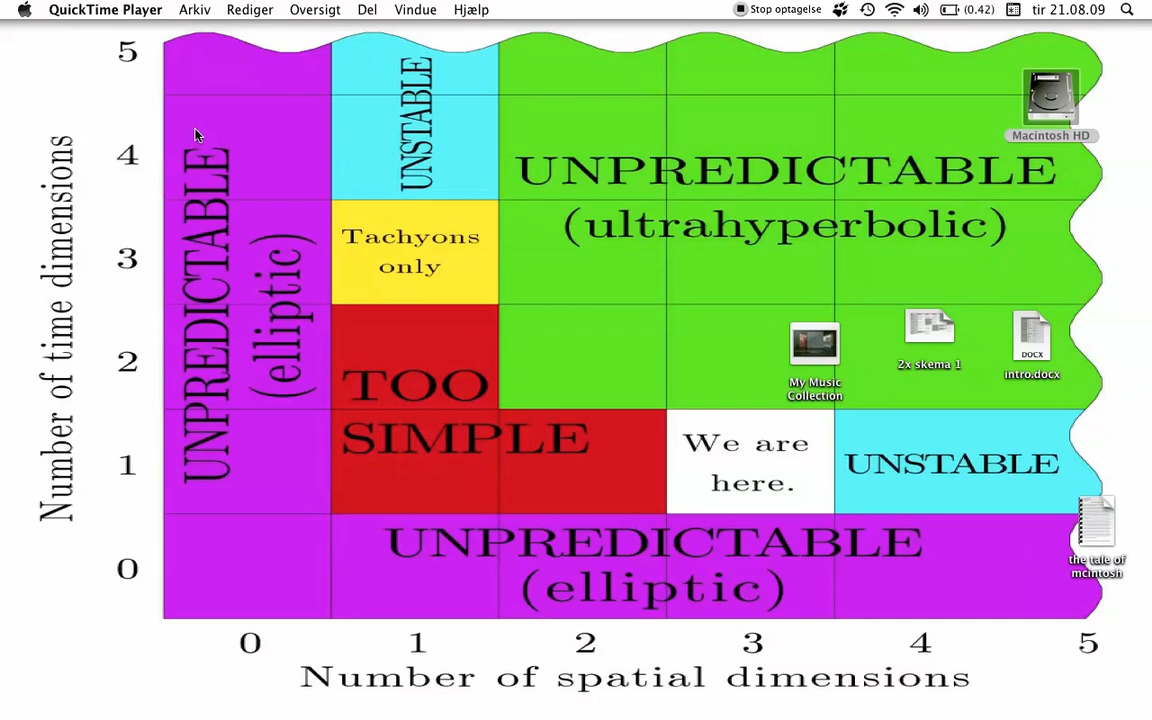 QuickTime Player Arkiv Rediger Oversigt Del Vindue Hjælp Stop optagelse (0.42) tir 21.08.09
5
4
3
2
1
0
Number of time dimensions
UNPREDICTABLE
(elliptic)
UNSTABLE
UNPREDICTABLE
(ultrahyperbolic)
Tachyons
only
TOO
SIMPLE
We are
here.
UNSTABLE
UNPREDICTABLE
(elliptic)
0 1 2 3 4 5
Number of spatial dimensions
Macintosh HD
My Music
Collection
2x skema 1
DOCX
intro.docx
the tale of
mcintosh